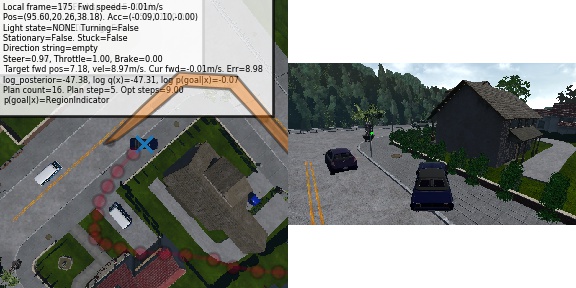 Local frame=175: Fwd speed=-0.01m/s
Pos=(95.60,20.26,38.18). Acc=(-0.09,0.10,-0.00)
Light state=NONE: Turning=False
Stationary=False. Stuck=False
Direction string=empty
Steer=0.97, Throttle=1.00, Brake=0.00
Target fwd pos=7.18, vel=8.97m/s. Cur fwd=-0.01m/s. Err=8.98
log_posterior=-47.38, log q(x)=-47.31, log p(goal|x)=-0.07
Plan count=16. Plan step=5. Opt steps=9.00
p(goal|x)=RegionIndicator